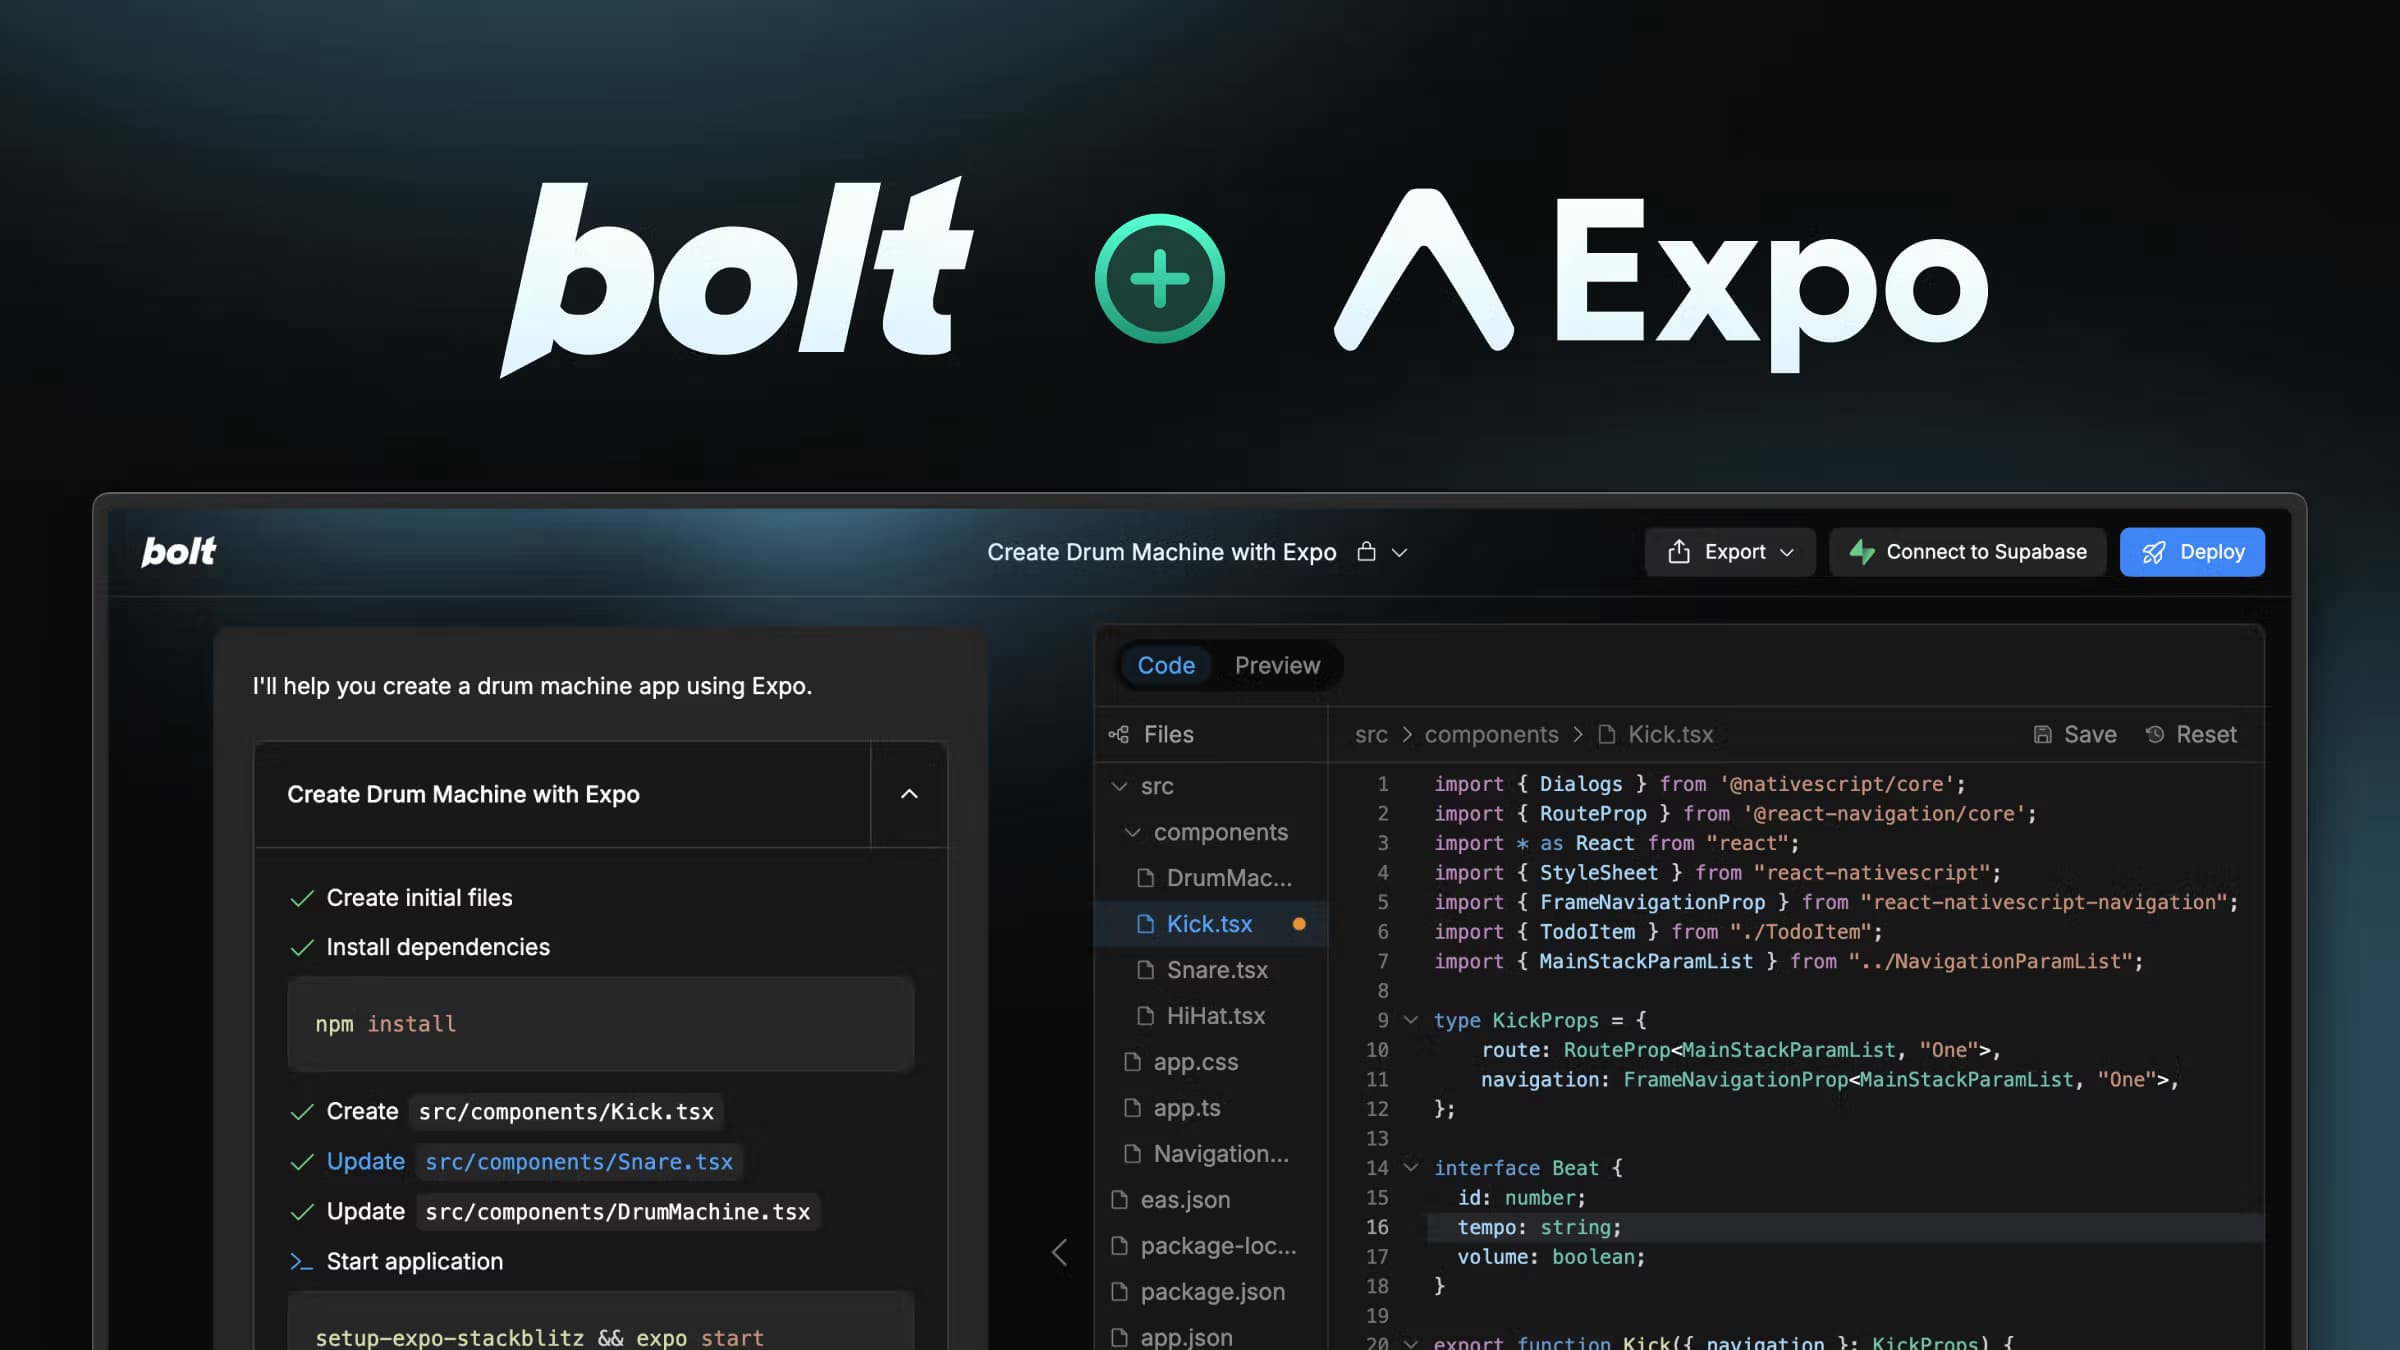 bolt + Expo
bolt
Create Drum Machine with Expo
Export
Connect to Supabase
Deploy
I'll help you create a drum machine app using Expo.
Create Drum Machine with Expo
Create initial files
Install dependencies
npm install
Create src/components/Kick.tsx
Update src/components/Snare.tsx
Update src/components/DrumMachine.tsx
>_ Start application
setup-expo-stackblitz && expo start
Code Preview
Files
src
components
DrumMac...
Kick.tsx
Snare.tsx
HiHat.tsx
app.css
app.ts
Navigation...
eas.json
package-loc...
package.json
app.json
src > components > Kick.tsx
Save Reset
1 import { Dialogs } from '@nativescript/core';
2 import { RouteProp } from '@react-navigation/core';
3 import * as React from "react";
4 import { StyleSheet } from "react-nativescript";
5 import { FrameNavigationProp } from "react-nativescript-navigation";
6 import { TodoItem } from "./TodoItem";
7 import { MainStackParamList } from "../NavigationParamList";
8
9 type KickProps = {
10 route: RouteProp<MainStackParamList, "One">,
11 navigation: FrameNavigationProp<MainStackParamList, "One">,
12 };
13
14 interface Beat {
15 id: number;
16 tempo: string;
17 volume: boolean;
18 }
19
20 export function Kick({ navigation }: KickProps) {